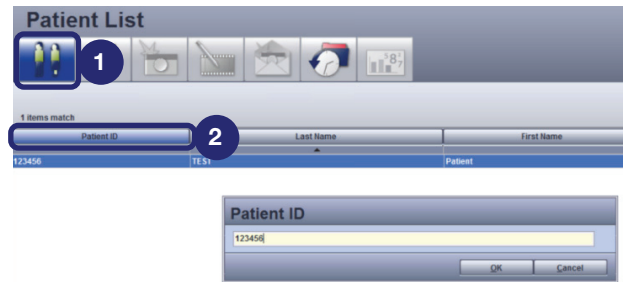 Patient List
1
1 items match
Patient ID 2 Last Name First Name
123456 TEST Patient
Patient ID
123456
OK Cancel